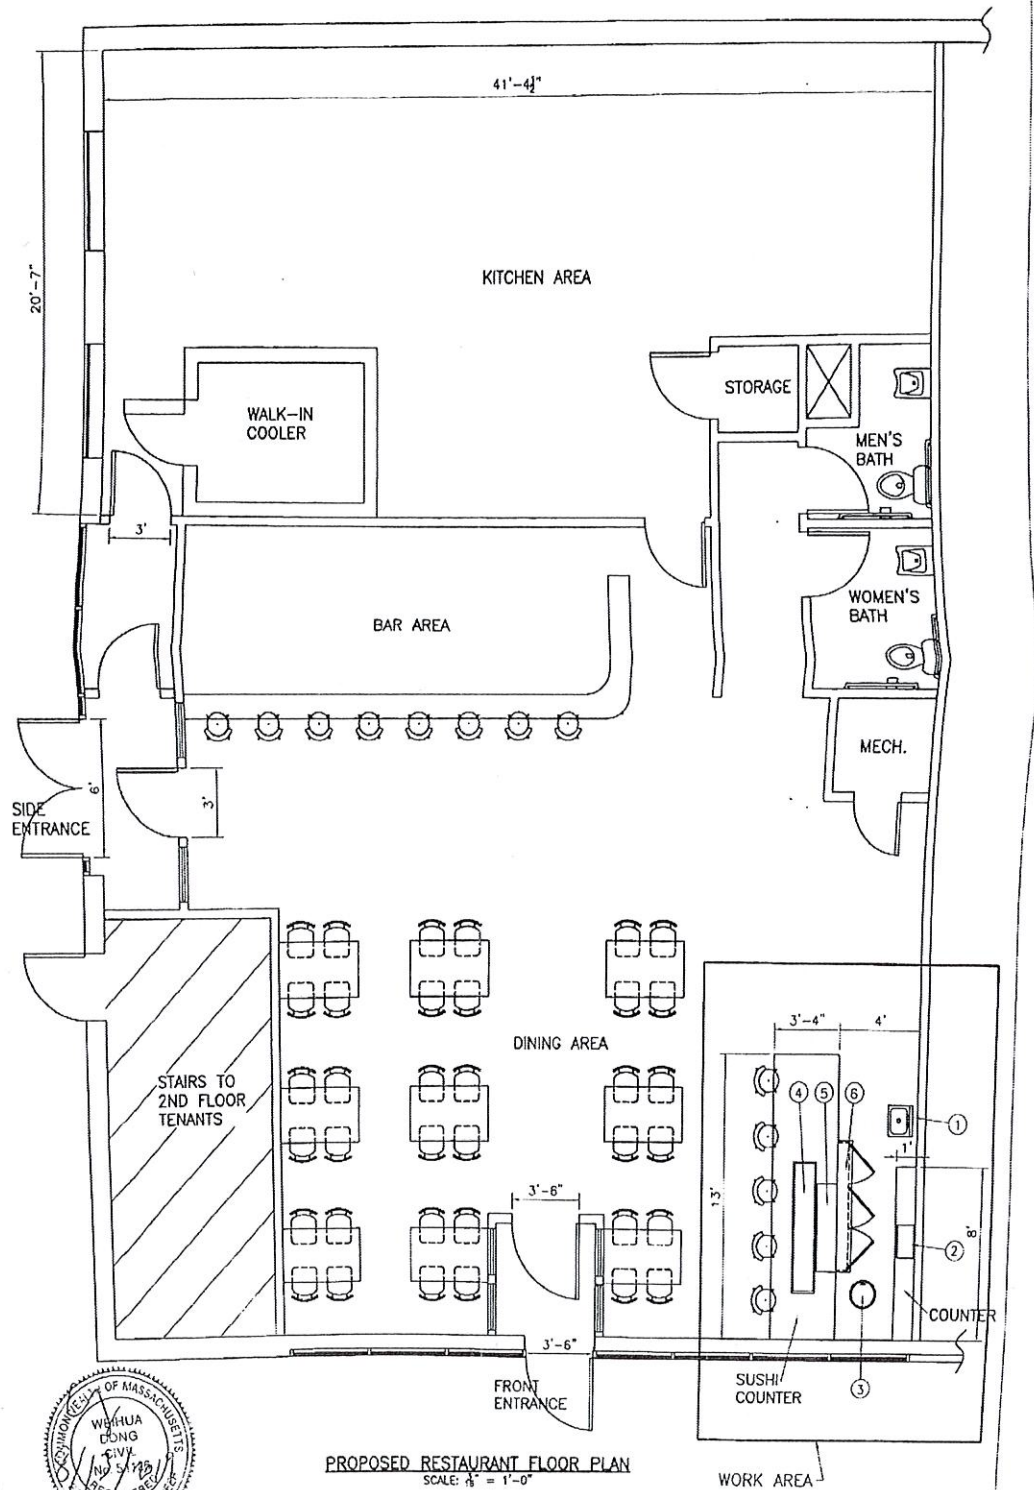 41'-4½"
20'-7"
KITCHEN AREA
STORAGE
WALK-IN
COOLER
MEN'S
BATH
3'
WOMEN'S
BATH
BAR AREA
MECH.
6'
3'
SIDE
ENTRANCE
3'-4"
4'
DINING AREA
STAIRS TO
2ND FLOOR
TENANTS
4
5
6
1
1'
13'
3'-6"
8'
2
COUNTER
3'-6"
SUSHI
COUNTER
3
FRONT
ENTRANCE
OF MASSACHUSETTS
WEIHUA
DONG
CIVIL
PROPOSED RESTAURANT FLOOR PLAN
= 1'-0"
SCALE:
WORK AREA